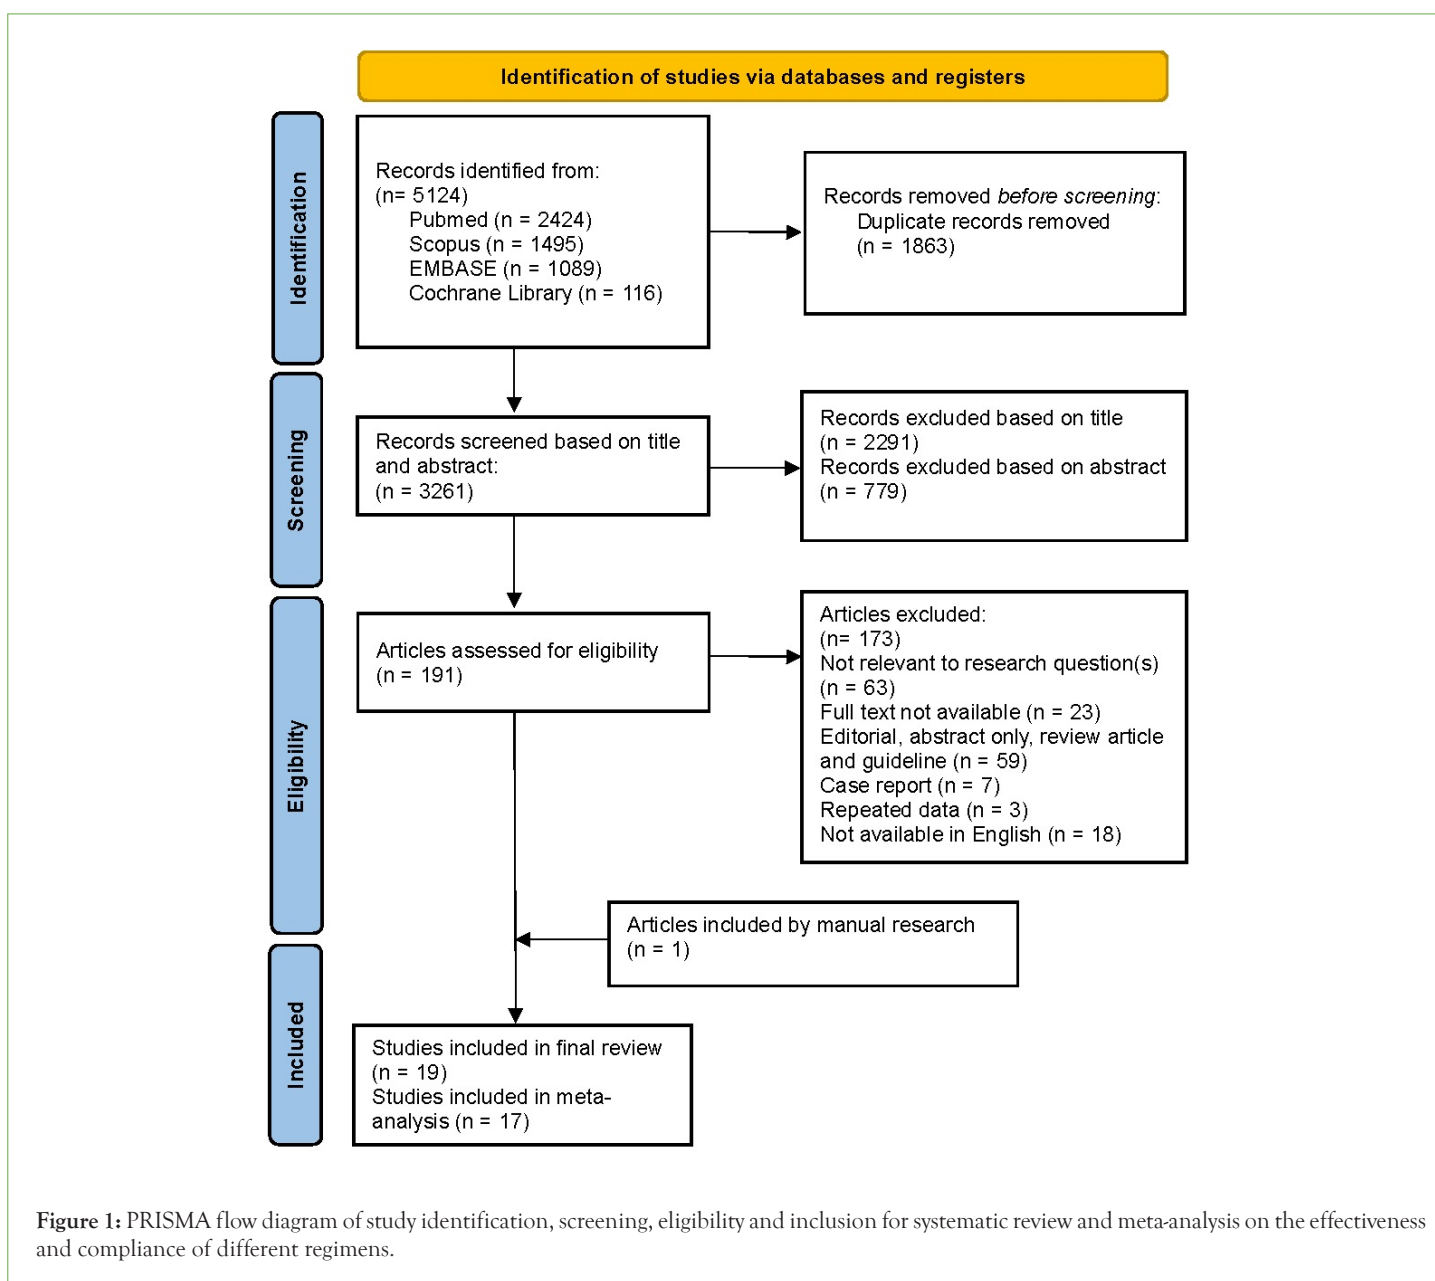 Identification of studies via databases and registers
Identification
Records identified from:
(n= 5124)
Pubmed (n = 2424)
Scopus (n = 1495)
EMBASE (n = 1089)
Cochrane Library (n = 116)
Records removed before screening:
Duplicate records removed
(n = 1863)
Screening
Records screened based on title
and abstract:
(n = 3261)
Records excluded based on title
(n = 2291)
Records excluded based on abstract
(n = 779)
Eligibility
Articles assessed for eligibility
(n = 191)
Articles excluded:
(n= 173)
Not relevant to research question(s)
(n = 63)
Full text not available (n = 23)
Editorial, abstract only, review article
and guideline (n = 59)
Case report (n = 7)
Repeated data (n = 3)
Not available in English (n = 18)
Articles included by manual research
(n = 1)
Included
Studies included in final review
(n = 19)
Studies included in meta-
analysis (n = 17)
Figure 1: PRISMA flow diagram of study identification, screening, eligibility and inclusion for systematic review and meta-analysis on the effectiveness
and compliance of different regimens.